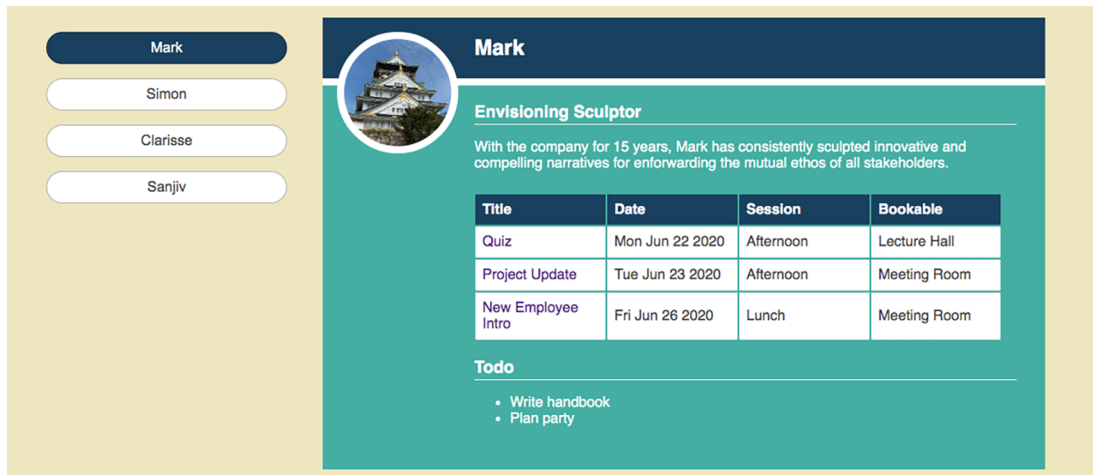 Mark
Simon
Clarisse
Sanjiv
Mark
Envisioning Sculptor
With the company for 15 years, Mark has consistently sculpted innovative and
compelling narratives for enforwarding the mutual ethos of all stakeholders.
Title Date Session Bookable
Quiz Mon Jun 22 2020 Afternoon Lecture Hall
Project Update Tue Jun 23 2020 Afternoon Meeting Room
New Employee
Intro Fri Jun 26 2020 Lunch Meeting Room
Todo
• Write handbook
• Plan party